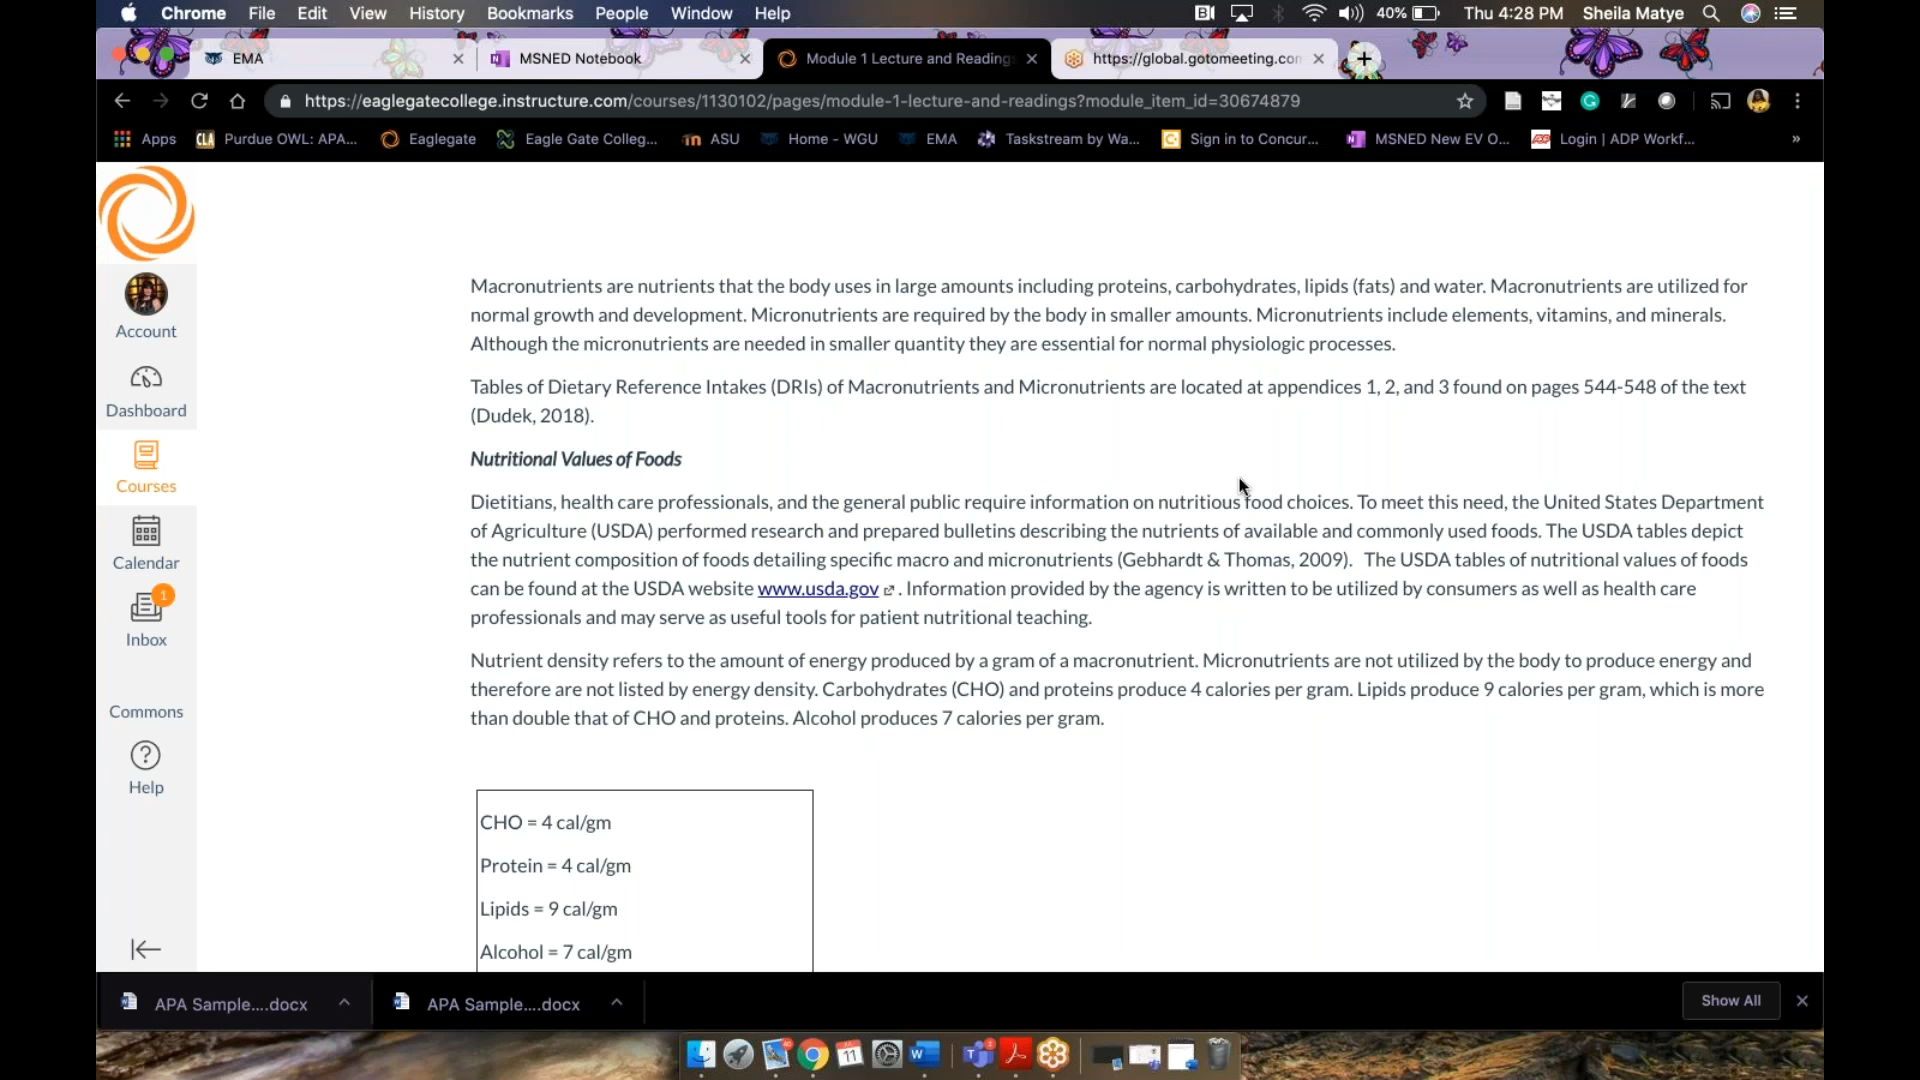 Chrome File Edit View History Bookmarks People Window Help 40% Thu 4:28 PM Sheila Matye
EMA MSNED Notebook Module 1 Lecture and Readings https://global.gotomeeting.com
https://eaglegatecollege.instructure.com/courses/1130102/pages/module-1-lecture-and-readings?module_item_id=30674879
Apps CLA Purdue OWL: APA... Eaglegate Eagle Gate Colleg... ASU Home - WGU EMA Taskstream by Wa... Sign in to Concur... MSNED New EV O... Login | ADP Workf... »
Account
Dashboard
Courses
Calendar
1
Inbox
Commons
Help
Macronutrients are nutrients that the body uses in large amounts including proteins, carbohydrates, lipids (fats) and water. Macronutrients are utilized for
normal growth and development. Micronutrients are required by the body in smaller amounts. Micronutrients include elements, vitamins, and minerals.
Although the micronutrients are needed in smaller quantity they are essential for normal physiologic processes.
Tables of Dietary Reference Intakes (DRIs) of Macronutrients and Micronutrients are located at appendices 1, 2, and 3 found on pages 544-548 of the text
(Dudek, 2018).
Nutritional Values of Foods
Dietitians, health care professionals, and the general public require information on nutritious food choices. To meet this need, the United States Department
of Agriculture (USDA) performed research and prepared bulletins describing the nutrients of available and commonly used foods. The USDA tables depict
the nutrient composition of foods detailing specific macro and micronutrients (Gebhardt & Thomas, 2009). The USDA tables of nutritional values of foods
can be found at the USDA website www.usda.gov . Information provided by the agency is written to be utilized by consumers as well as health care
professionals and may serve as useful tools for patient nutritional teaching.
Nutrient density refers to the amount of energy produced by a gram of a macronutrient. Micronutrients are not utilized by the body to produce energy and
therefore are not listed by energy density. Carbohydrates (CHO) and proteins produce 4 calories per gram. Lipids produce 9 calories per gram, which is more
than double that of CHO and proteins. Alcohol produces 7 calories per gram.
CHO = 4 cal/gm
Protein = 4 cal/gm
Lipids = 9 cal/gm
Alcohol = 7 cal/gm
APA Sample....docx APA Sample....docx Show All
11